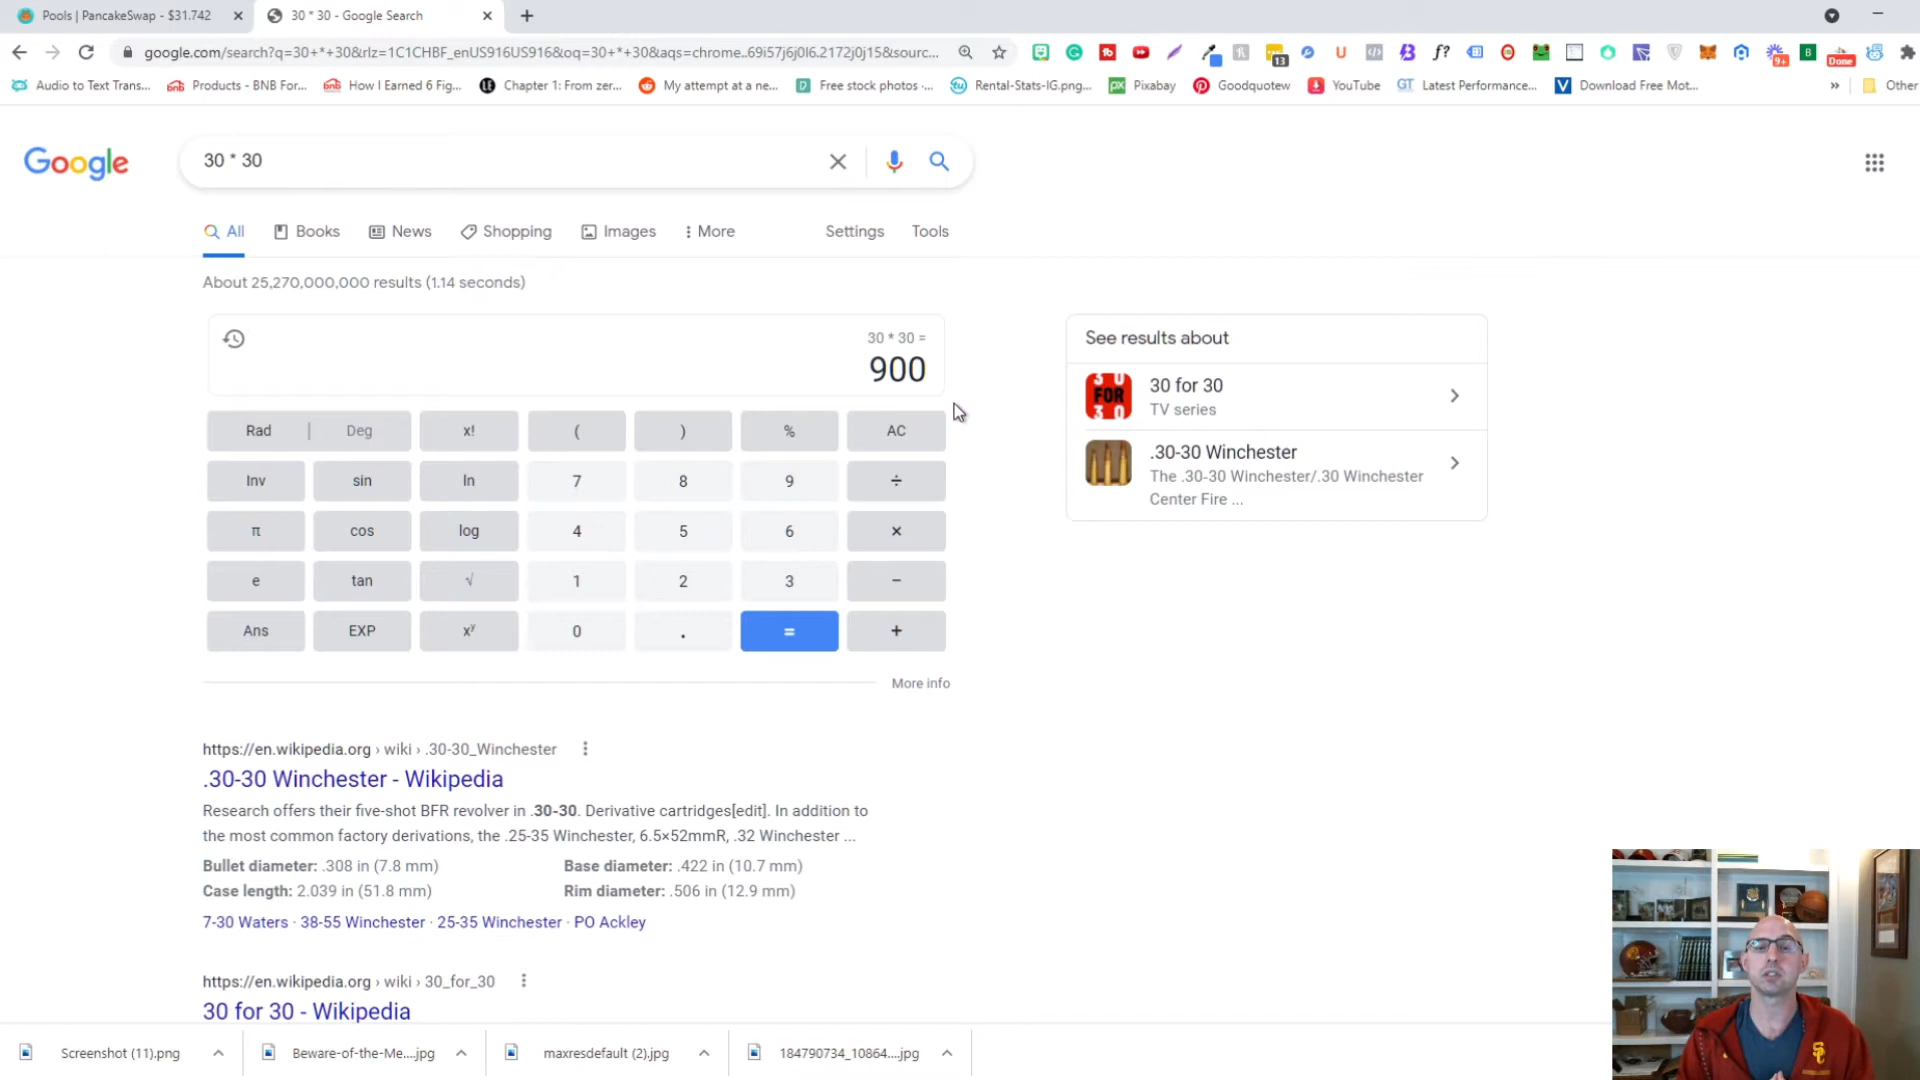 Pools | PancakeSwap - $31.742
30 * 30 - Google Search
google.com/search?q=30+*+30&rlz=1C1CHBF_enUS916US916&oq=30+*+30&aqs=chrome..69i57j6j0l6.2172j0j15&sourc...
13
9+
Done
Audio to Text Trans...
Products - BNB For...
How I Earned 6 Fig...
Chapter 1: From zer...
My attempt at a ne...
Free stock photos -...
Rental-Stats-IG.png...
Pixabay
Goodquotew
YouTube
GT Latest Performance...
Download Free Mot...
»
Other
Google
30 * 30
All
Books
News
Shopping
Images
More
Settings
Tools
About 25,270,000,000 results (1.14 seconds)
30 * 30 =
900
Rad | Deg x! ( ) % AC
Inv sin ln 7 8 9 ÷
π cos log 4 5 6 ×
e tan √ 1 2 3 −
Ans EXP xʸ 0 . = +
More info
See results about
30 FOR 30
30 for 30
TV series
.30-30 Winchester
The .30-30 Winchester/.30 Winchester
Center Fire ...
https://en.wikipedia.org › wiki › .30-30_Winchester
.30-30 Winchester - Wikipedia
Research offers their five-shot BFR revolver in .30-30. Derivative cartridges[edit]. In addition to
the most common factory derivations, the .25-35 Winchester, 6.5×52mmR, .32 Winchester ...
Bullet diameter: .308 in (7.8 mm) Base diameter: .422 in (10.7 mm)
Case length: 2.039 in (51.8 mm) Rim diameter: .506 in (12.9 mm)
7-30 Waters · 38-55 Winchester · 25-35 Winchester · PO Ackley
https://en.wikipedia.org › wiki › 30_for_30
30 for 30 - Wikipedia
Screenshot (11).png
Beware-of-the-Me....jpg
maxresdefault (2).jpg
184790734_10864....jpg
SC